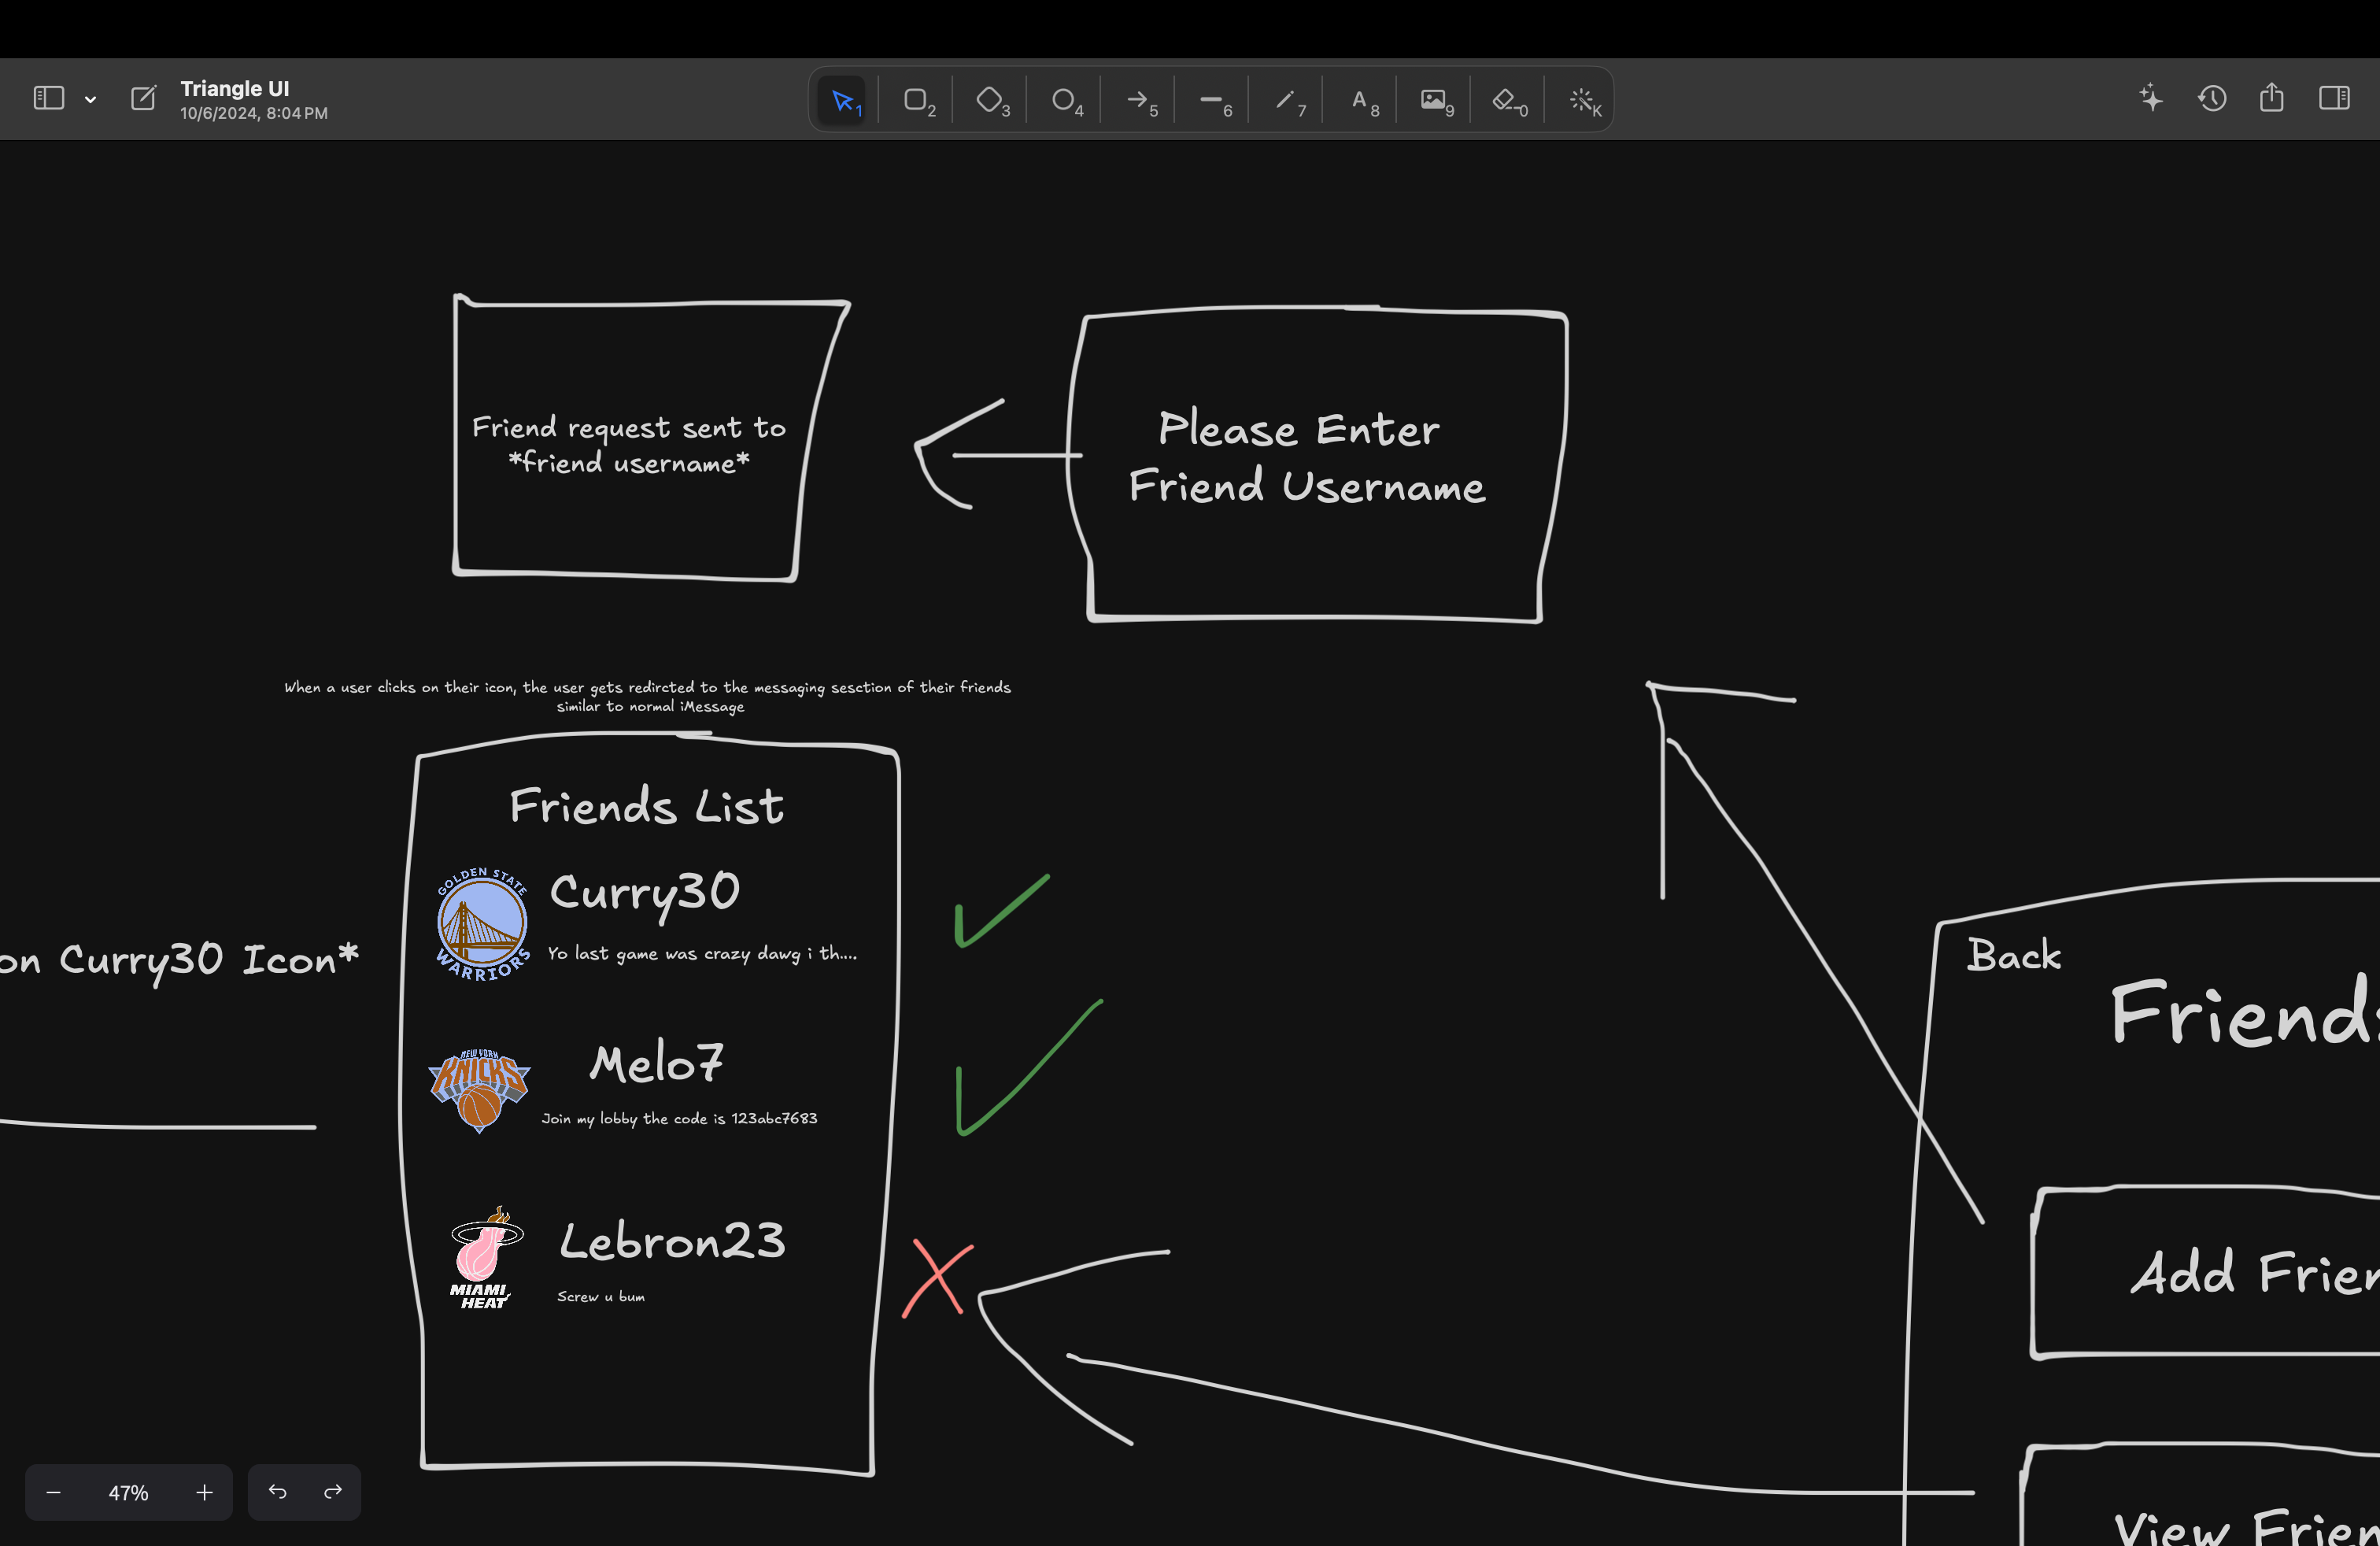 Triangle UI
10/6/2024, 8:04 PM
1
2
3
4
5
6
7
A 8
9
0
K
Friend request sent to
*friend username*
Please Enter
Friend Username
When a user clicks on their icon, the user gets redircted to the messaging sesction of their friends
similar to normal iMessage
Friends List
GOLDEN STATE
WARRIORS
Curry30
Yo last game was crazy dawg i th....
on Curry30 Icon*
NEW YORK
KNICKS
Melo7
Join my lobby the code is 123abc7683
MIAMI
HEAT
Lebron23
Screw u bum
Back
Friends
Add Frien
View Frien
47%